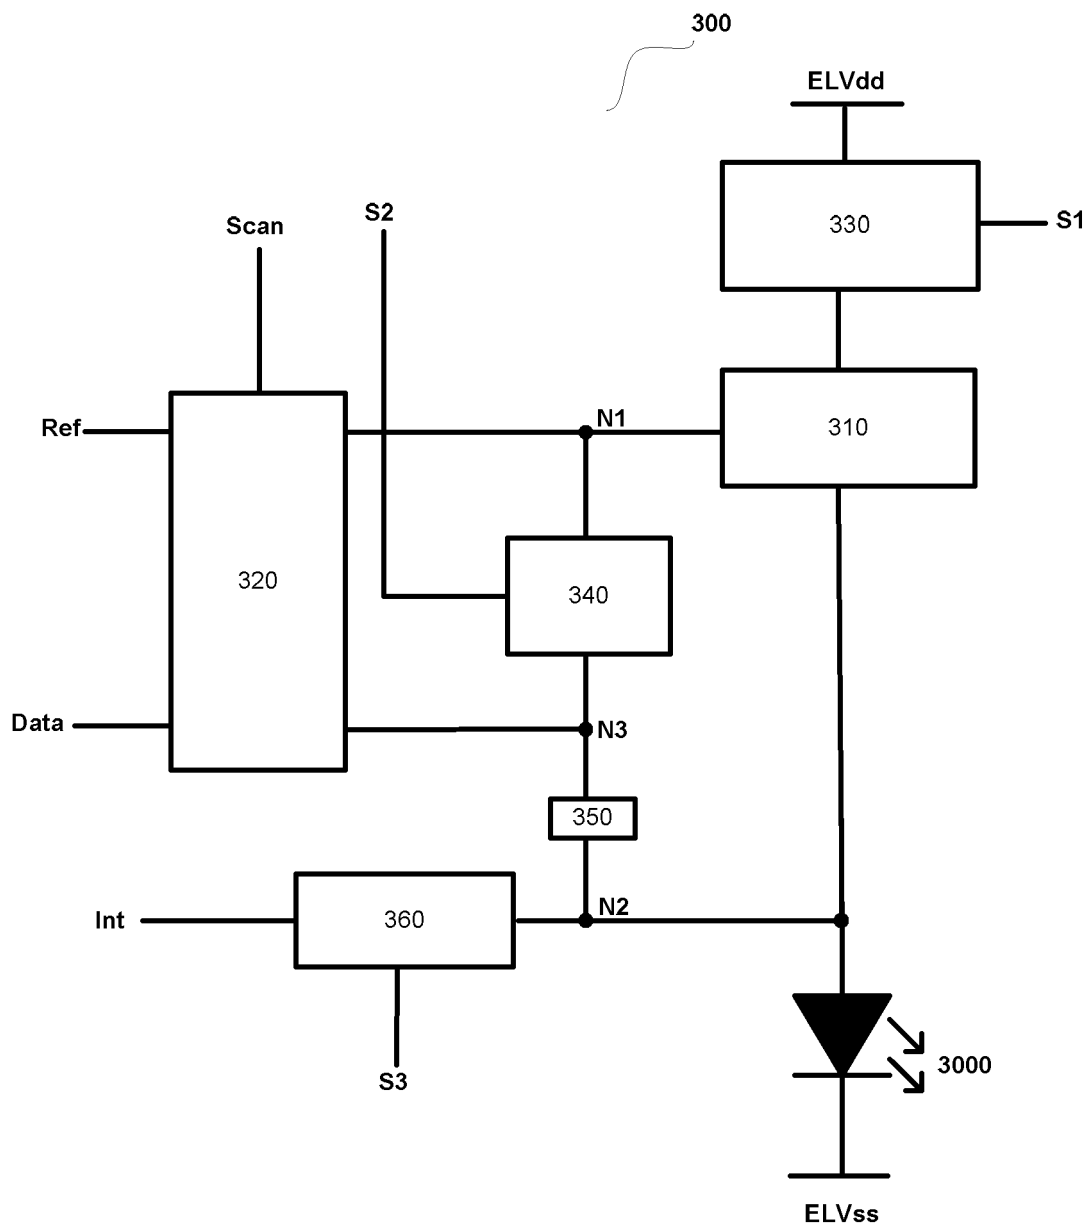 300
ELVdd
S2
Scan
330
S1
Ref
N1
310
320
340
Data
N3
350
Int
360
N2
3000
S3
ELVss